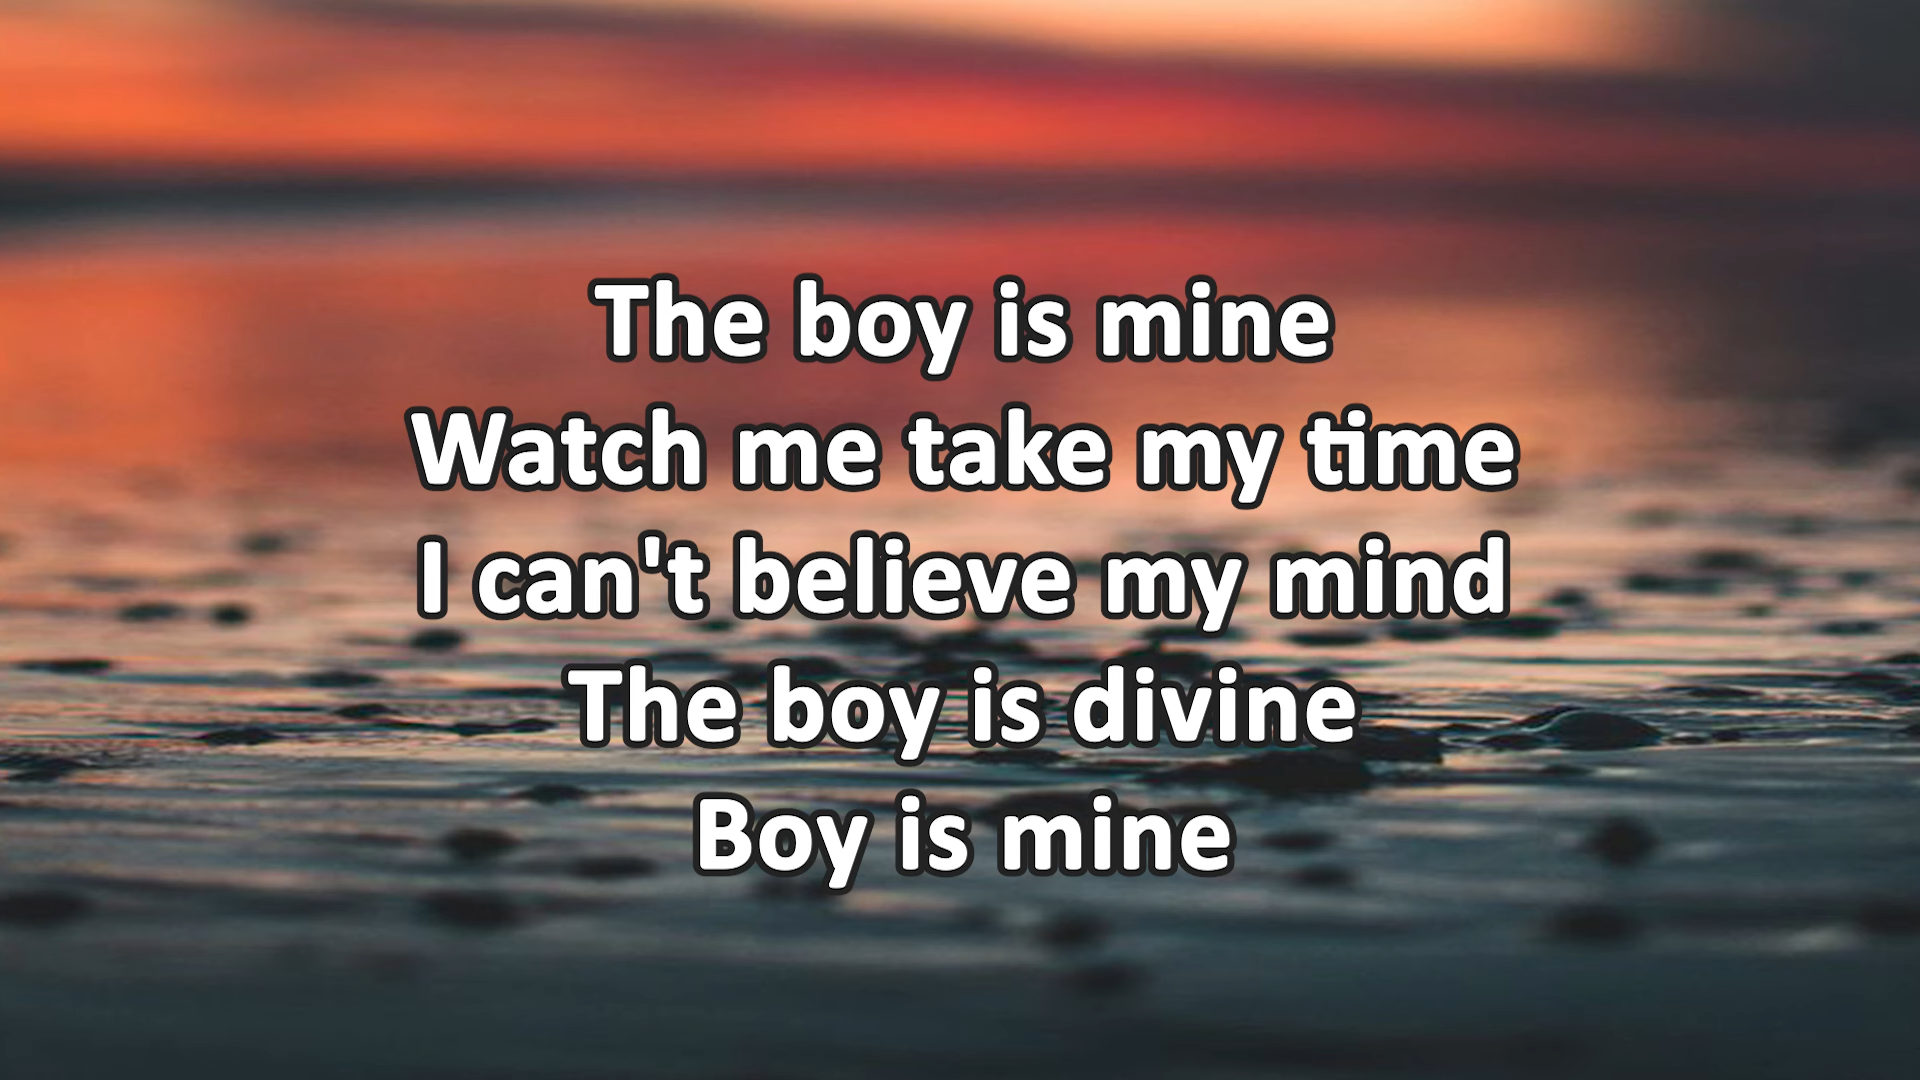 The boy is mine
Watch me take my time
I can't believe my mind
The boy is divine
Boy is mine